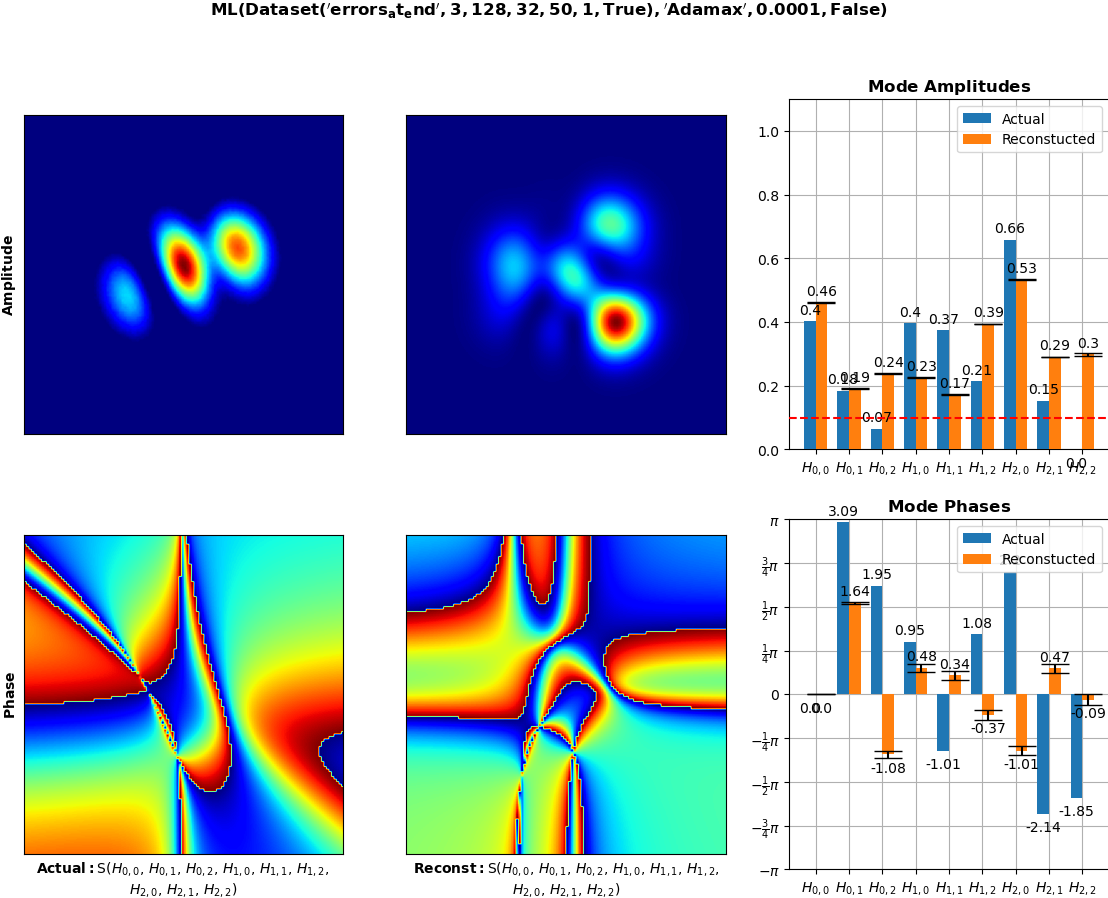 ML(Dataset('errors_at_end', 3, 128, 32, 50, 1, True), 'Adamax', 0.0001, False)
Amplitude
Mode Amplitudes
Actual
Reconstucted
1.0
0.8
0.6
0.4
0.2
0.0
0.4
0.46
0.18
0.19
0.07
0.24
0.4
0.23
0.37
0.17
0.21
0.39
0.66
0.53
0.15
0.29
0.0
0.3
H0,0 H0,1 H0,2 H1,0 H1,1 H1,2 H2,0 H2,1 H2,2
Phase
Mode Phases
Actual
Reconstucted
π
3/4π
1/2π
1/4π
0
−1/4π
−1/2π
−3/4π
−π
0.0
0.0
3.09
1.64
1.95
-1.08
0.95
0.48
-1.01
0.34
1.08
-0.37
-1.01
-2.14
0.47
-1.85
-0.09
H0,0 H0,1 H0,2 H1,0 H1,1 H1,2 H2,0 H2,1 H2,2
Actual: S(H0,0, H0,1, H0,2, H1,0, H1,1, H1,2,
H2,0, H2,1, H2,2)
Reconst: S(H0,0, H0,1, H0,2, H1,0, H1,1, H1,2,
H2,0, H2,1, H2,2)